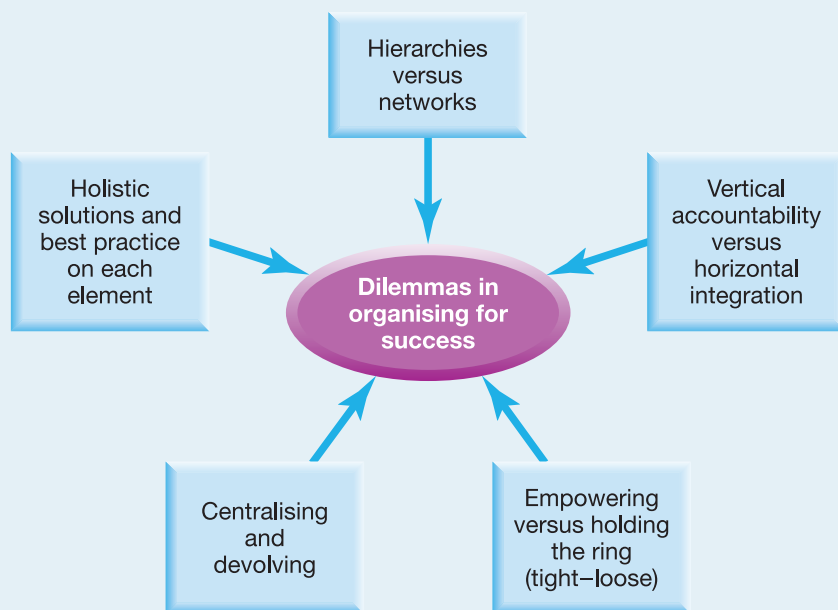 Hierarchies
versus
networks
Holistic
solutions and
best practice
on each
element
Vertical
accountability
versus
horizontal
integration
Dilemmas in
organising for
success
Centralising
and
devolving
Empowering
versus holding
the ring
(tight–loose)